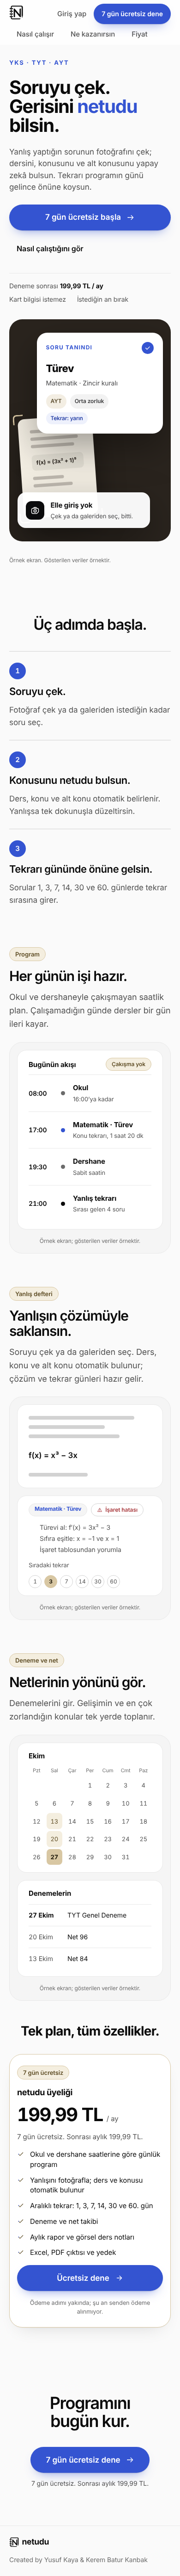 N
Giriş yap
7 gün ücretsiz dene
Nasıl çalışır
Ne kazanırsın
Fiyat
YKS · TYT · AYT
Soruyu çek.
Gerisini netudu
bilsin.
Yanlış yaptığın sorunun fotoğrafını çek;
dersini, konusunu ve alt konusunu yapay
zekâ bulur. Tekrarı programın günü
gelince önüne koysun.
7 gün ücretsiz başla →
Nasıl çalıştığını gör
Deneme sonrası 199,99 TL / ay
Kart bilgisi istemez
İstediğin an bırak
SORU TANINDI
Türev
Matematik · Zincir kuralı
AYT
Orta zorluk
Tekrar: yarın
f(x) = (3x² + 1)⁵
Elle giriş yok
Çek ya da galeriden seç, bitti.
Örnek ekran. Gösterilen veriler örnektir.
Üç adımda başla.
1
Soruyu çek.
Fotoğraf çek ya da galeriden istediğin kadar
soru seç.
2
Konusunu netudu bulsun.
Ders, konu ve alt konu otomatik belirlenir.
Yanlışsa tek dokunuşla düzeltirsin.
3
Tekrarı gününde önüne gelsin.
Sorular 1, 3, 7, 14, 30 ve 60. günlerde tekrar
sırasına girer.
Program
Her günün işi hazır.
Okul ve dershaneyle çakışmayan saatlik
plan. Çalışamadığın günde dersler bir gün
ileri kayar.
Bugünün akışı
Çakışma yok
08:00
Okul
16:00'ya kadar
17:00
Matematik · Türev
Konu tekrarı, 1 saat 20 dk
19:30
Dershane
Sabit saatin
21:00
Yanlış tekrarı
Sırası gelen 4 soru
Örnek ekran; gösterilen veriler örnektir.
Yanlış defteri
Yanlışın çözümüyle
saklansın.
Soruyu çek ya da galeriden seç. Ders,
konu ve alt konu otomatik bulunur;
çözüm ve tekrar günleri hazır gelir.
f(x) = x³ − 3x
Matematik · Türev
İşaret hatası
Türevi al: f′(x) = 3x² − 3
Sıfıra eşitle: x = −1 ve x = 1
İşaret tablosundan yorumla
Sıradaki tekrar
1 3 7 14 30 60
Örnek ekran; gösterilen veriler örnektir.
Deneme ve net
Netlerinin yönünü gör.
Denemelerini gir. Gelişimin ve en çok
zorlandığın konular tek yerde toplanır.
Ekim
Pzt Sal Çar Per Cum Cmt Paz
1 2 3 4
5 6 7 8 9 10 11
12 13 14 15 16 17 18
19 20 21 22 23 24 25
26 27 28 29 30 31
Denemelerin
27 Ekim TYT Genel Deneme
20 Ekim Net 96
13 Ekim Net 84
Örnek ekran; gösterilen veriler örnektir.
Tek plan, tüm özellikler.
7 gün ücretsiz
netudu üyeliği
199,99 TL / ay
7 gün ücretsiz. Sonrası aylık 199,99 TL.
Okul ve dershane saatlerine göre günlük
program
Yanlışını fotoğrafla; ders ve konusu
otomatik bulunur
Aralıklı tekrar: 1, 3, 7, 14, 30 ve 60. gün
Deneme ve net takibi
Aylık rapor ve görsel ders notları
Excel, PDF çıktısı ve yedek
Ücretsiz dene →
Ödeme adımı yakında; şu an senden ödeme
alınmıyor.
Programını
bugün kur.
7 gün ücretsiz dene →
7 gün ücretsiz. Sonrası aylık 199,99 TL.
N netudu
Created by Yusuf Kaya & Kerem Batur Kanbak